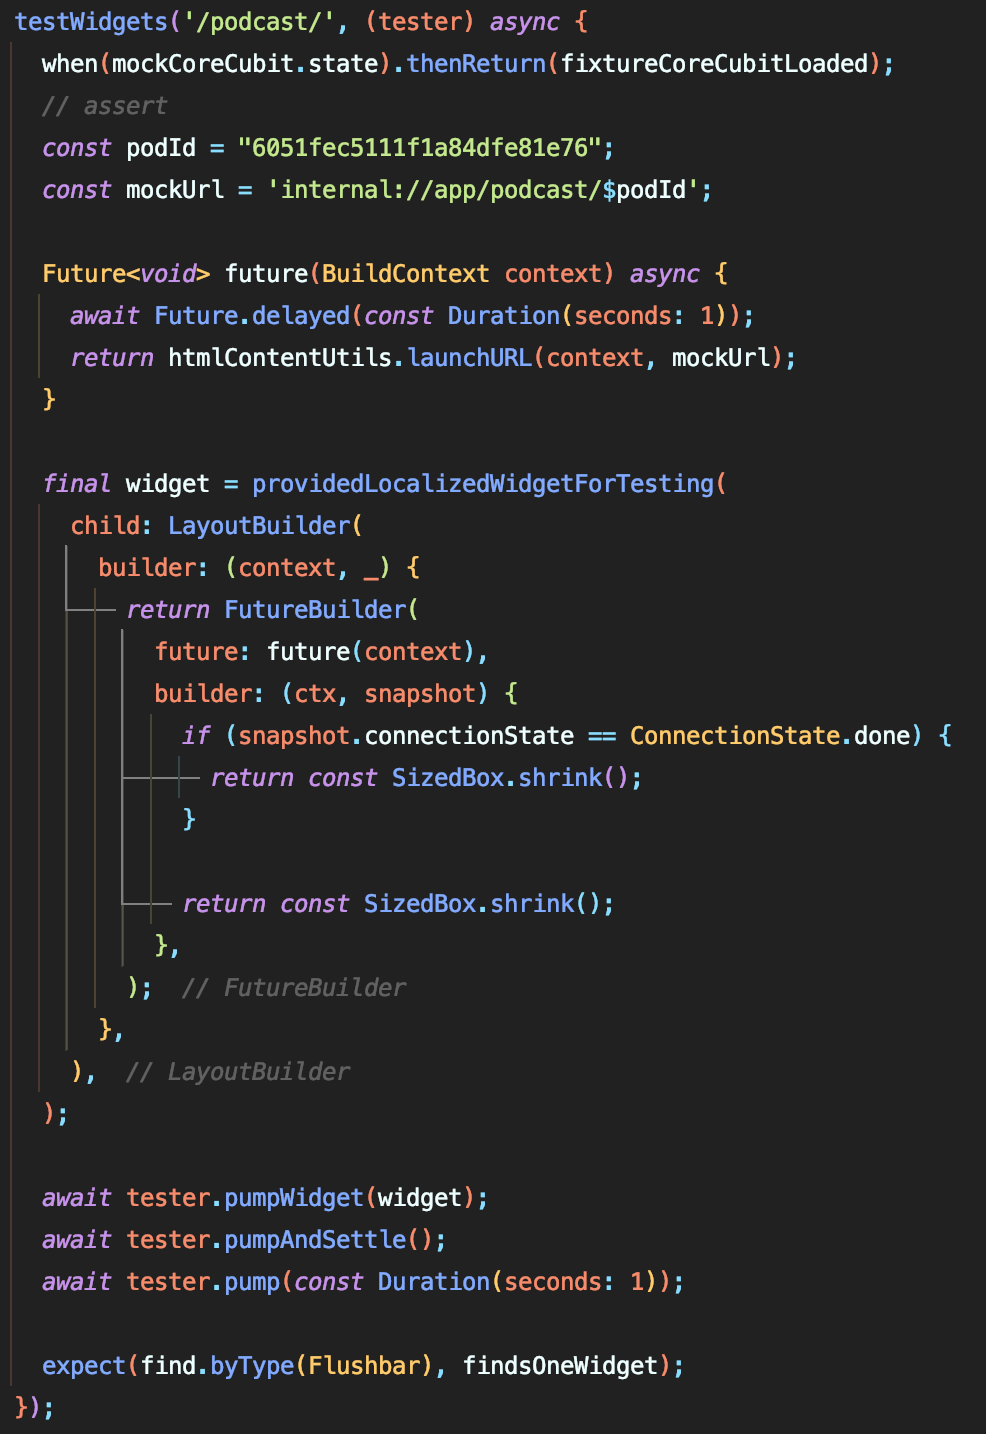 testWidgets('/podcast/', (tester) async {
when(mockCoreCubit.state).thenReturn(fixtureCoreCubitLoaded);
// assert
const podId = "6051fec5111f1a84dfe81e76";
const mockUrl = 'internal://app/podcast/$podId';
Future<void> future(BuildContext context) async {
await Future.delayed(const Duration(seconds: 1));
return htmlContentUtils.launchURL(context, mockUrl);
}
final widget = providedLocalizedWidgetForTesting(
child: LayoutBuilder(
builder: (context, _) {
return FutureBuilder(
future: future(context),
builder: (ctx, snapshot) {
if (snapshot.connectionState == ConnectionState.done) {
return const SizedBox.shrink();
}
return const SizedBox.shrink();
},
); // FutureBuilder
},
), // LayoutBuilder
);
await tester.pumpWidget(widget);
await tester.pumpAndSettle();
await tester.pump(const Duration(seconds: 1));
expect(find.byType(Flushbar), findsOneWidget);
});